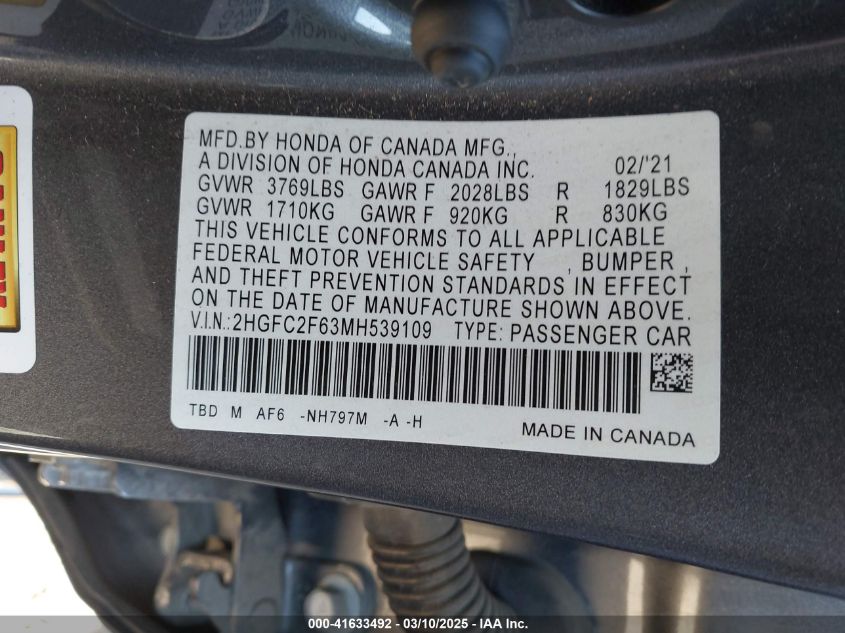 MFD.BY HONDA OF CANADA MFG.,
A DIVISION OF HONDA CANADA INC. 02/'21
GVWR 3769LBS GAWR F 2028LBS R 1829LBS
GVWR 1710KG GAWR F 920KG R 830KG
THIS VEHICLE CONFORMS TO ALL APPLICABLE
FEDERAL MOTOR VEHICLE SAFETY , BUMPER ,
AND THEFT PREVENTION STANDARDS IN EFFECT
ON THE DATE OF MANUFACTURE SHOWN ABOVE.
V.I.N.:2HGFC2F63MH539109 TYPE: PASSENGER CAR
TBD M AF6 -NH797M -A -H
MADE IN CANADA
000-41633492 - 03/10/2025 - IAA Inc.